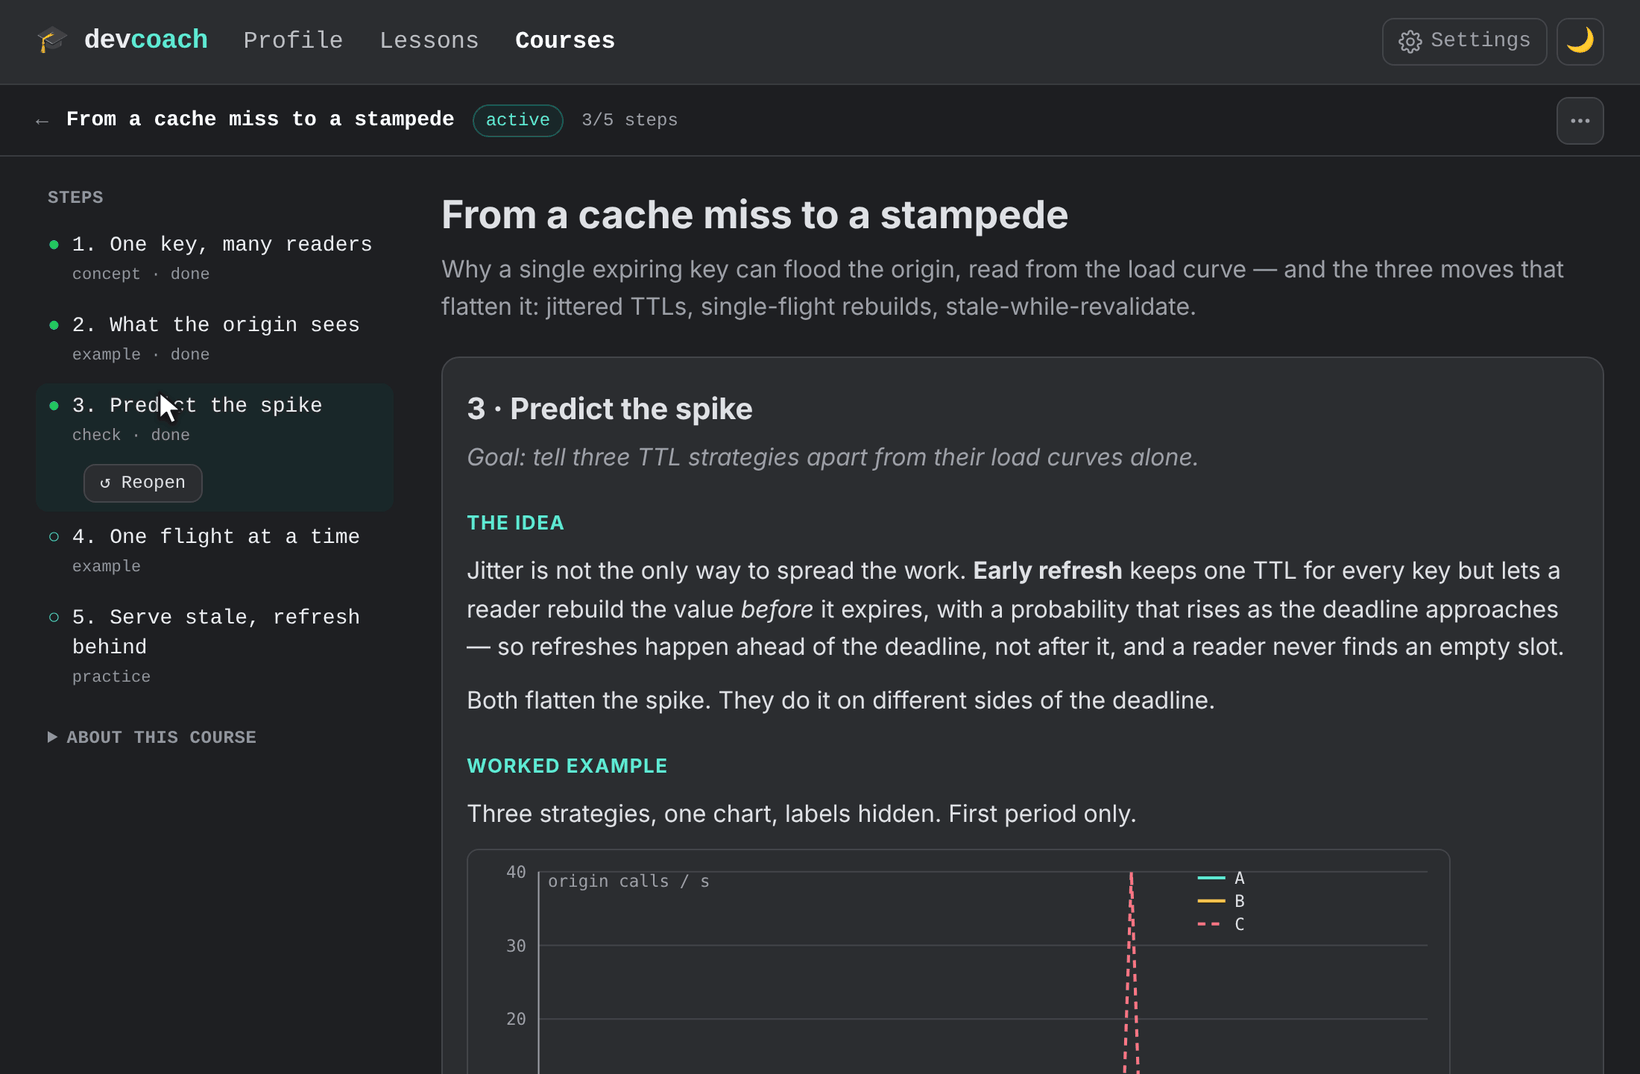 devcoach Profile Lessons Courses Settings
← From a cache miss to a stampede active 3/5 steps ...
STEPS
1. One key, many readers
concept · done
2. What the origin sees
example · done
3. Predict the spike
check · done
↺ Reopen
4. One flight at a time
example
5. Serve stale, refresh
behind
practice
▶ ABOUT THIS COURSE
From a cache miss to a stampede
Why a single expiring key can flood the origin, read from the load curve — and the three moves that
flatten it: jittered TTLs, single-flight rebuilds, stale-while-revalidate.
3 · Predict the spike
Goal: tell three TTL strategies apart from their load curves alone.
THE IDEA
Jitter is not the only way to spread the work. Early refresh keeps one TTL for every key but lets a
reader rebuild the value before it expires, with a probability that rises as the deadline approaches
— so refreshes happen ahead of the deadline, not after it, and a reader never finds an empty slot.
Both flatten the spike. They do it on different sides of the deadline.
WORKED EXAMPLE
Three strategies, one chart, labels hidden. First period only.
40
origin calls / s
A
B
C
30
20